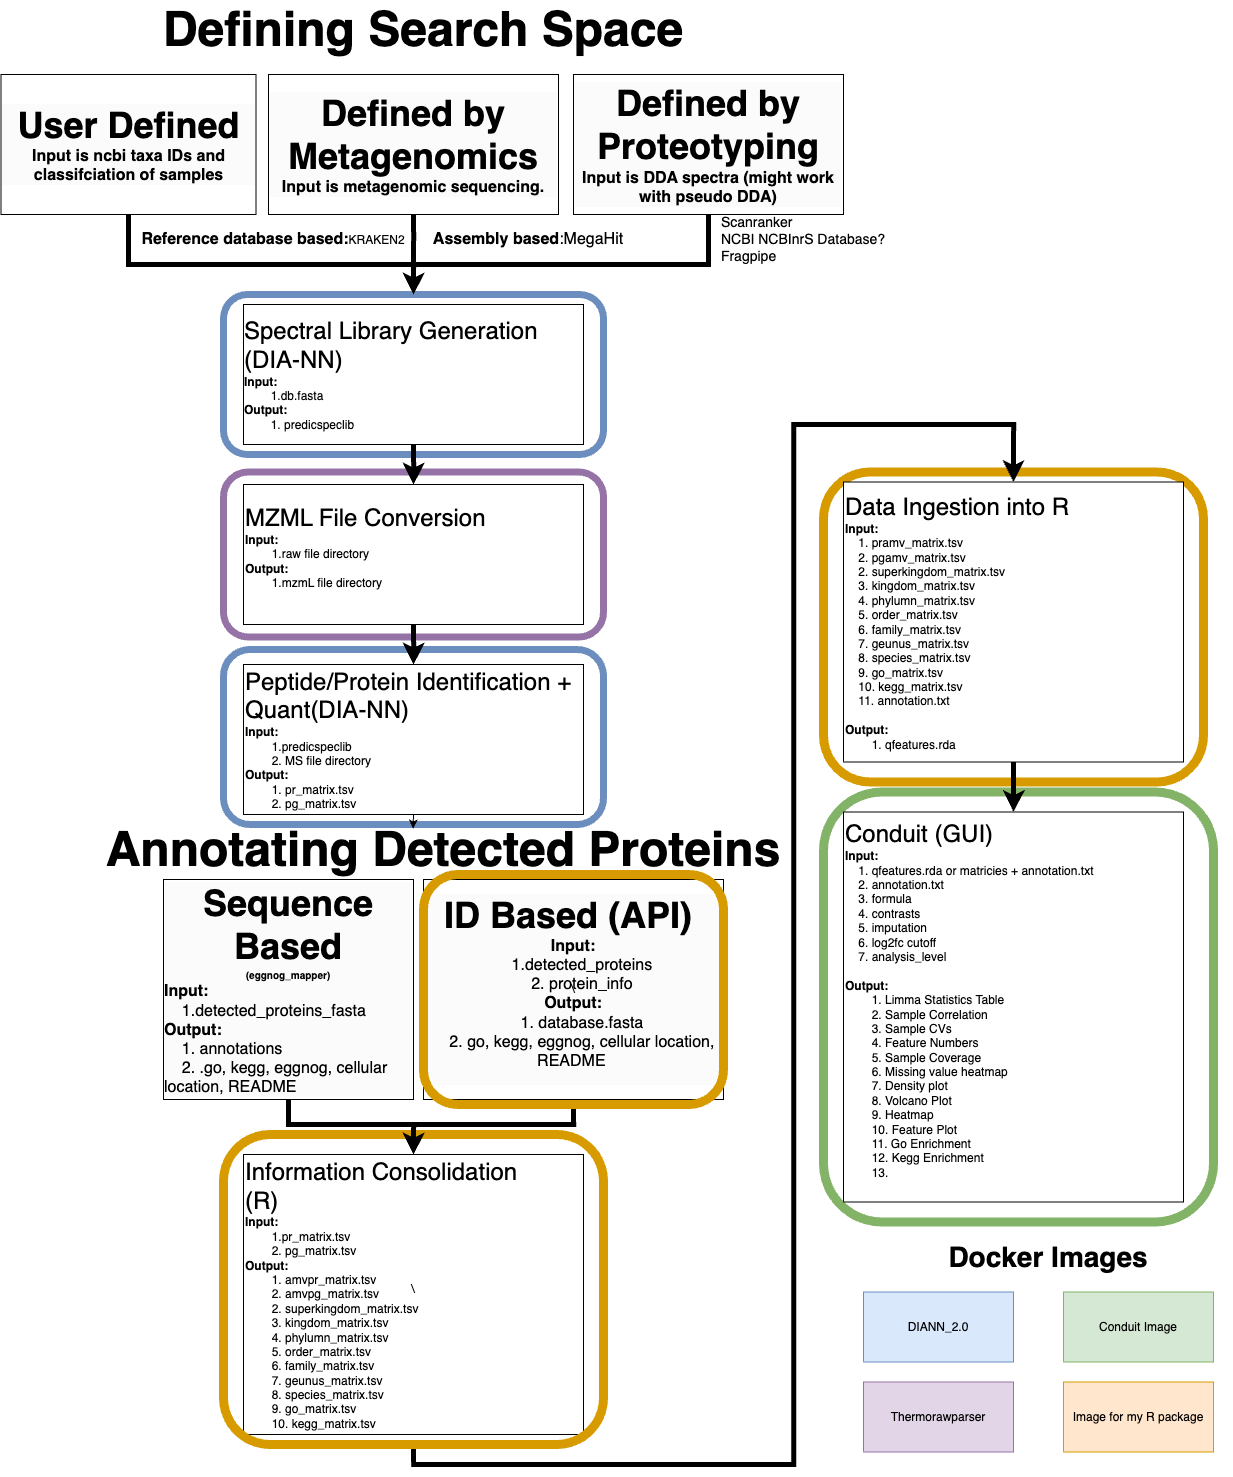 Defining Search Space
User Defined
Input is ncbi taxa IDs and
classifciation of samples
Defined by
Metagenomics
Input is metagenomic sequencing.
Defined by
Proteotyping
Input is DDA spectra (might work
with pseudo DDA)
Reference database based:KRAKEN2
Assembly based:MegaHit
Scanranker
NCBI NCBInrS Database?
Fragpipe
Spectral Library Generation
(DIA-NN)
Input:
1.db.fasta
Output:
1. predicspeclib
MZML File Conversion
Input:
1.raw file directory
Output:
1.mzmL file directory
Peptide/Protein Identification +
Quant(DIA-NN)
Input:
1.predicspeclib
2. MS file directory
Output:
1. pr_matrix.tsv
2. pg_matrix.tsv
Annotating Detected Proteins
Sequence
Based
(eggnog_mapper)
Input:
1.detected_proteins_fasta
Output:
1. annotations
2. .go, kegg, eggnog, cellular
location, README
ID Based (API)
Input:
1.detected_proteins
2. protein_info
Output:
1. database.fasta
2. go, kegg, eggnog, cellular location,
README
Information Consolidation
(R)
Input:
1.pr_matrix.tsv
2. pg_matrix.tsv
Output:
1. amvpr_matrix.tsv
2. amvpg_matrix.tsv
2. superkingdom_matrix.tsv
3. kingdom_matrix.tsv
4. phylumn_matrix.tsv
5. order_matrix.tsv
6. family_matrix.tsv
7. geunus_matrix.tsv
8. species_matrix.tsv
9. go_matrix.tsv
10. kegg_matrix.tsv
\
Data Ingestion into R
Input:
1. pramv_matrix.tsv
2. pgamv_matrix.tsv
2. superkingdom_matrix.tsv
3. kingdom_matrix.tsv
4. phylumn_matrix.tsv
5. order_matrix.tsv
6. family_matrix.tsv
7. geunus_matrix.tsv
8. species_matrix.tsv
9. go_matrix.tsv
10. kegg_matrix.tsv
11. annotation.txt
Output:
1. qfeatures.rda
Conduit (GUI)
Input:
1. qfeatures.rda or matricies + annotation.txt
2. annotation.txt
3. formula
4. contrasts
5. imputation
6. log2fc cutoff
7. analysis_level
Output:
1. Limma Statistics Table
2. Sample Correlation
3. Sample CVs
4. Feature Numbers
5. Sample Coverage
6. Missing value heatmap
7. Density plot
8. Volcano Plot
9. Heatmap
10. Feature Plot
11. Go Enrichment
12. Kegg Enrichment
13.
Docker Images
DIANN_2.0
Conduit Image
Thermorawparser
Image for my R package